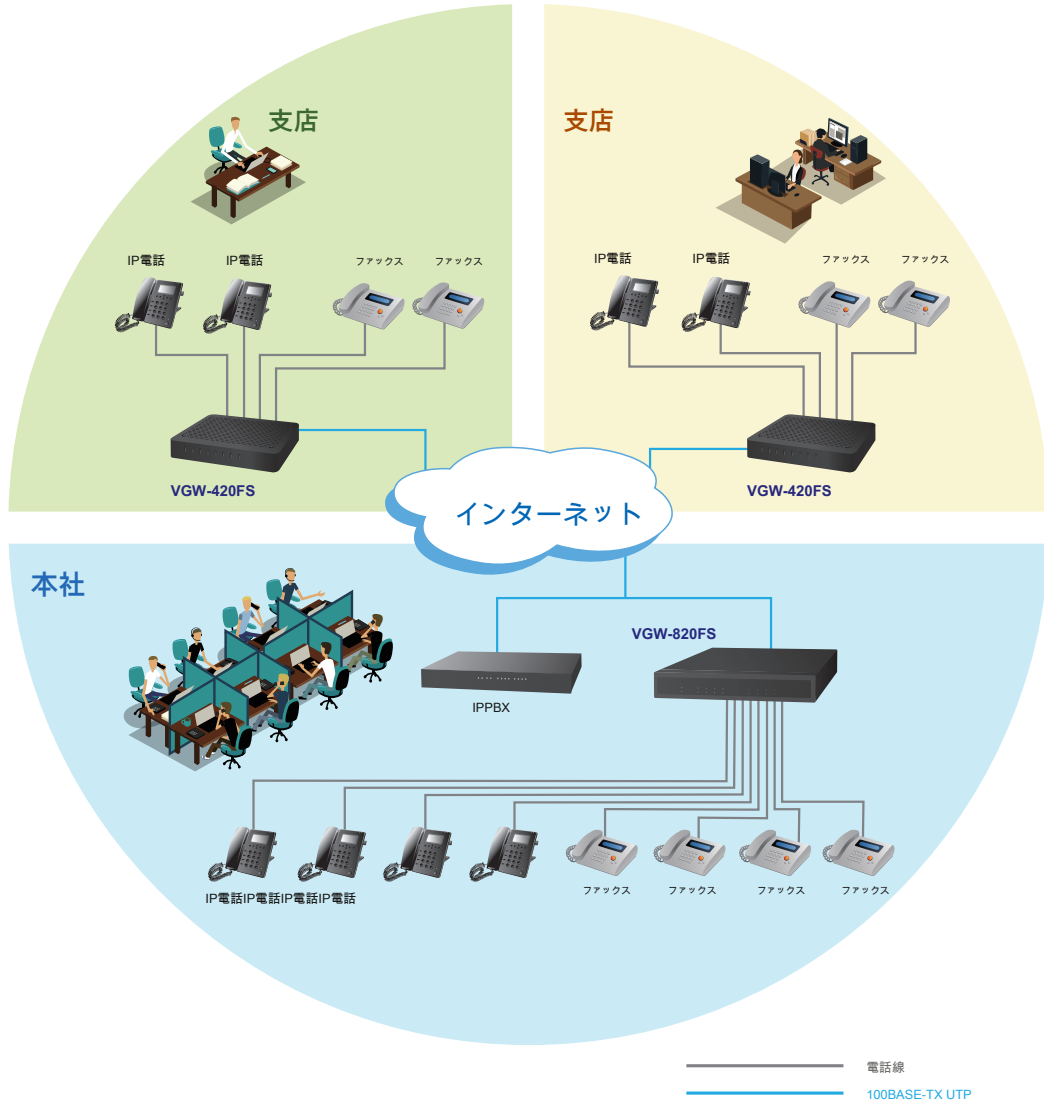 支店
支店
IP電話
IP電話
ファックス
ファックス
IP電話
IP電話
ファックス
ファックス
VGW-420FS
VGW-420FS
インターネット
本社
VGW-820FS
IPPBX
IP電話IP電話IP電話IP電話
ファックス
ファックス
ファックス
ファックス
電話線
100BASE-TX UTP